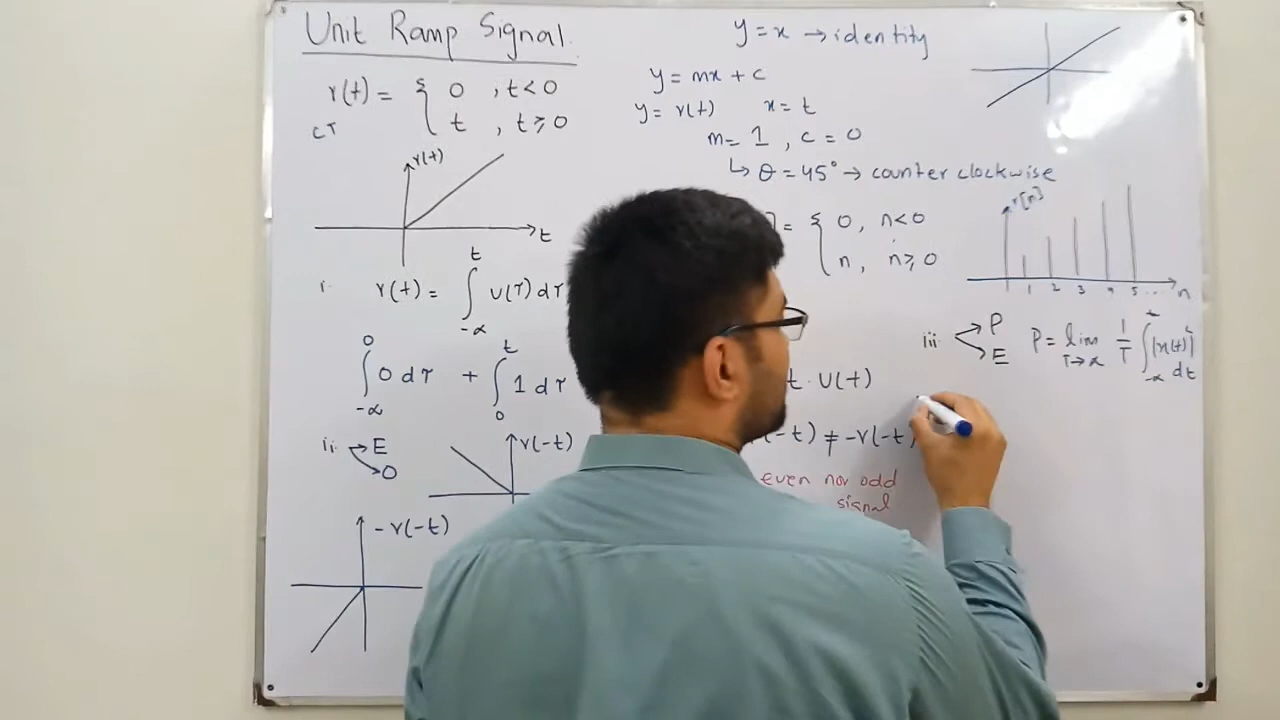 Unit Ramp Signal.
r(t) = { 0 , t<0
t , t≥0
CT
r(t)
t
i. r(t) = ∫ -∞ t u(τ)dτ
∫ -∞ 0 0 dτ + ∫ 0 t 1 dτ
ii. → E
→ O
r(-t)
-r(-t)
y = x → identity
y = mx + c
y = r(t) x = t
m = 1 , c = 0
↳ θ = 45° → counter clockwise
= { 0, n<0
n, n≥0
r[n]
1 2 3 4 5 ... n
t . u(t)
(-t) ≠ -r(-t)
even nor odd
signal
iii → P
→ E
P = lim T→∞ 1/T ∫ -∞ t |x(t)|² dt